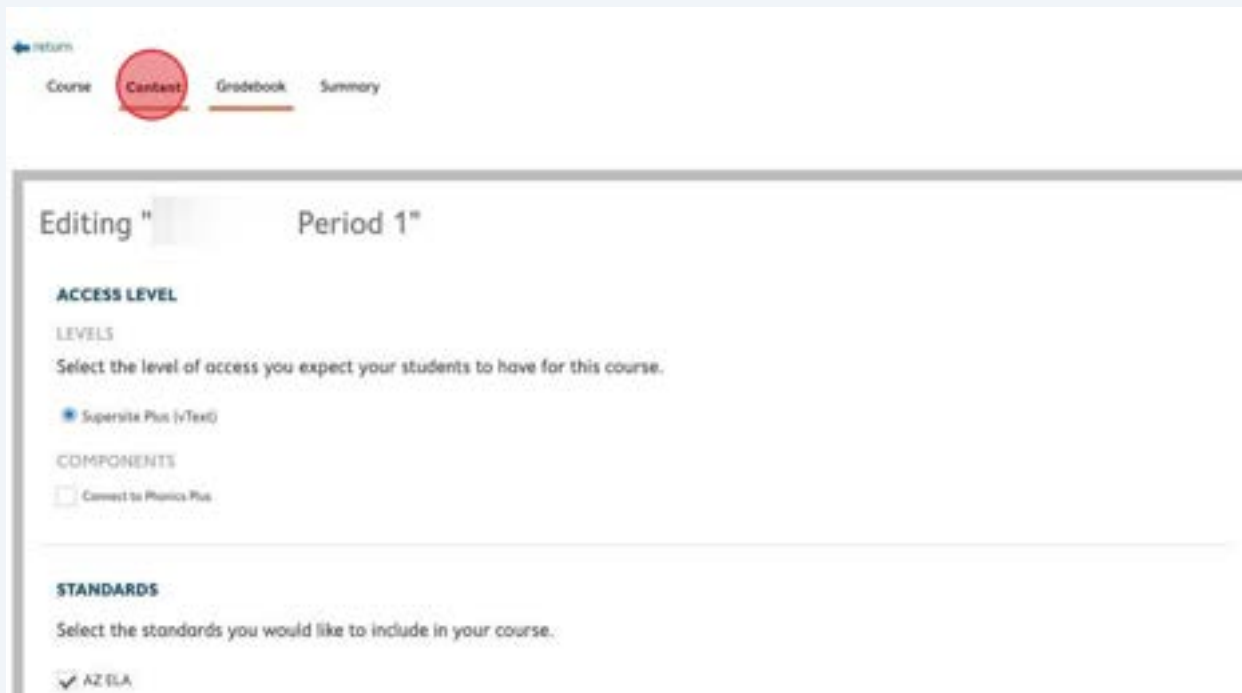 return
Course Content Gradebook Summary
Editing " Period 1"
ACCESS LEVEL
LEVELS
Select the level of access you expect your students to have for this course.
Supersite Plus (vText)
COMPONENTS
Connect to Phonics Plus
STANDARDS
Select the standards you would like to include in your course.
AZ ELA